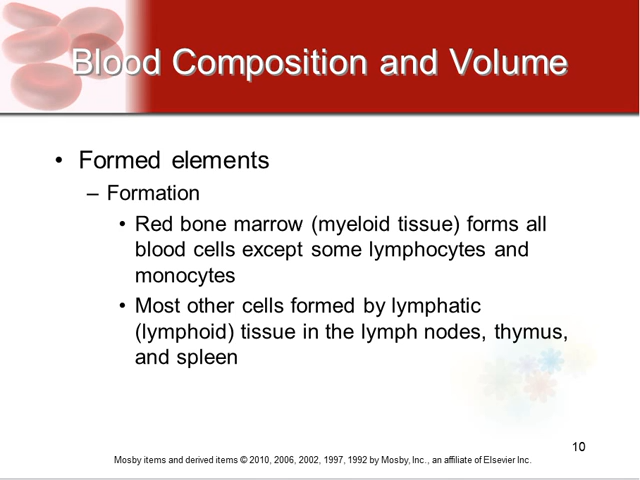 Blood Composition and Volume
• Formed elements
– Formation
• Red bone marrow (myeloid tissue) forms all
blood cells except some lymphocytes and
monocytes
• Most other cells formed by lymphatic
(lymphoid) tissue in the lymph nodes, thymus,
and spleen
10
Mosby items and derived items © 2010, 2006, 2002, 1997, 1992 by Mosby, Inc., an affiliate of Elsevier Inc.